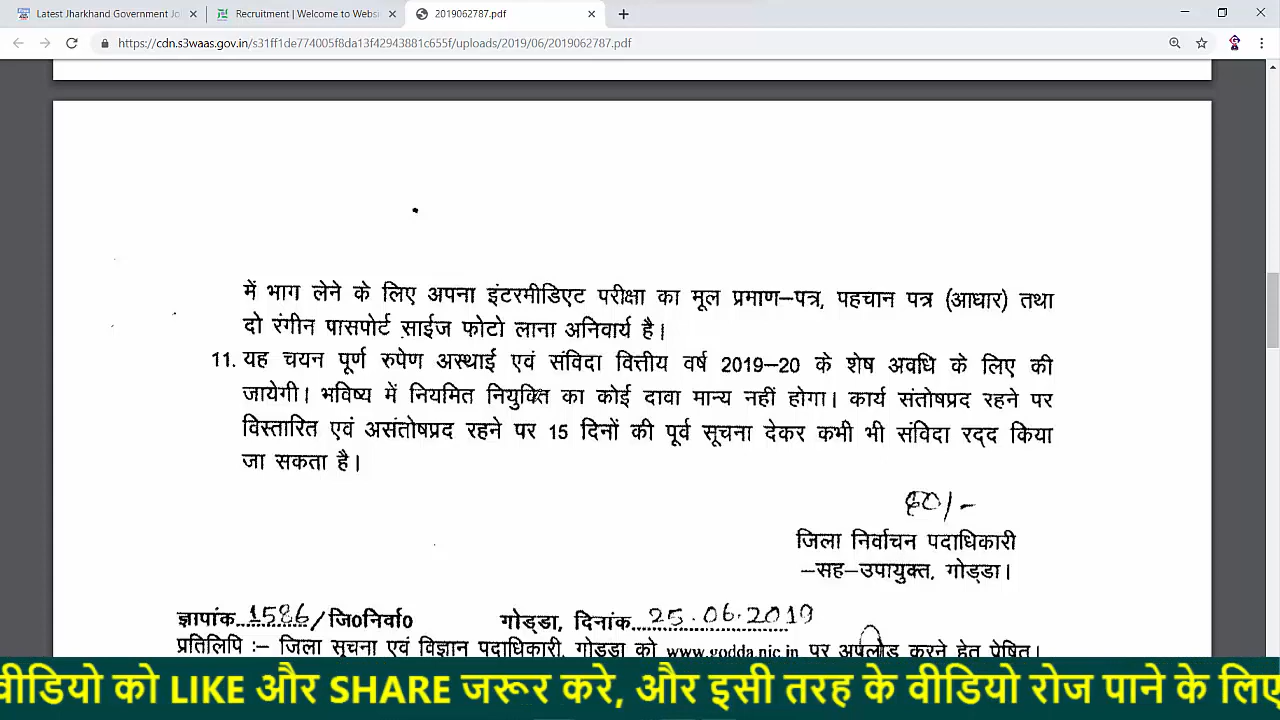 Latest Jharkhand Government Jo
Recruitment | Welcome to Websi
2019062787.pdf
https://cdn.s3waas.gov.in/s31ff1de774005f8da13f42943881c655f/uploads/2019/06/2019062787.pdf
में भाग लेने के लिए अपना इंटरमीडिएट परीक्षा का मूल प्रमाण–पत्र, पहचान पत्र (आधार) तथा
दो रंगीन पासपोर्ट साईज फोटो लाना अनिवार्य है।
11. यह चयन पूर्ण रुपेण अस्थाई एवं संविदा वित्तीय वर्ष 2019–20 के शेष अवधि के लिए की
जायेगी। भविष्य में नियमित नियुक्ति का कोई दावा मान्य नहीं होगा। कार्य संतोषप्रद रहने पर
विस्तारित एवं असंतोषप्रद रहने पर 15 दिनों की पूर्व सूचना देकर कभी भी संविदा रद्द किया
जा सकता है।
जिला निर्वाचन पदाधिकारी
–सह–उपायुक्त, गोड्डा।
ज्ञापांक 1586/जि0निर्वा0 गोड्डा, दिनांक 25.06.2019
प्रतिलिपि :– जिला सूचना एवं विज्ञान पदाधिकारी, गोड्डा को www.godda.nic.in पर अपलोड करने हेतु प्रेषित।
वीडियो को LIKE और SHARE जरूर करे, और इसी तरह के वीडियो रोज पाने के लिए